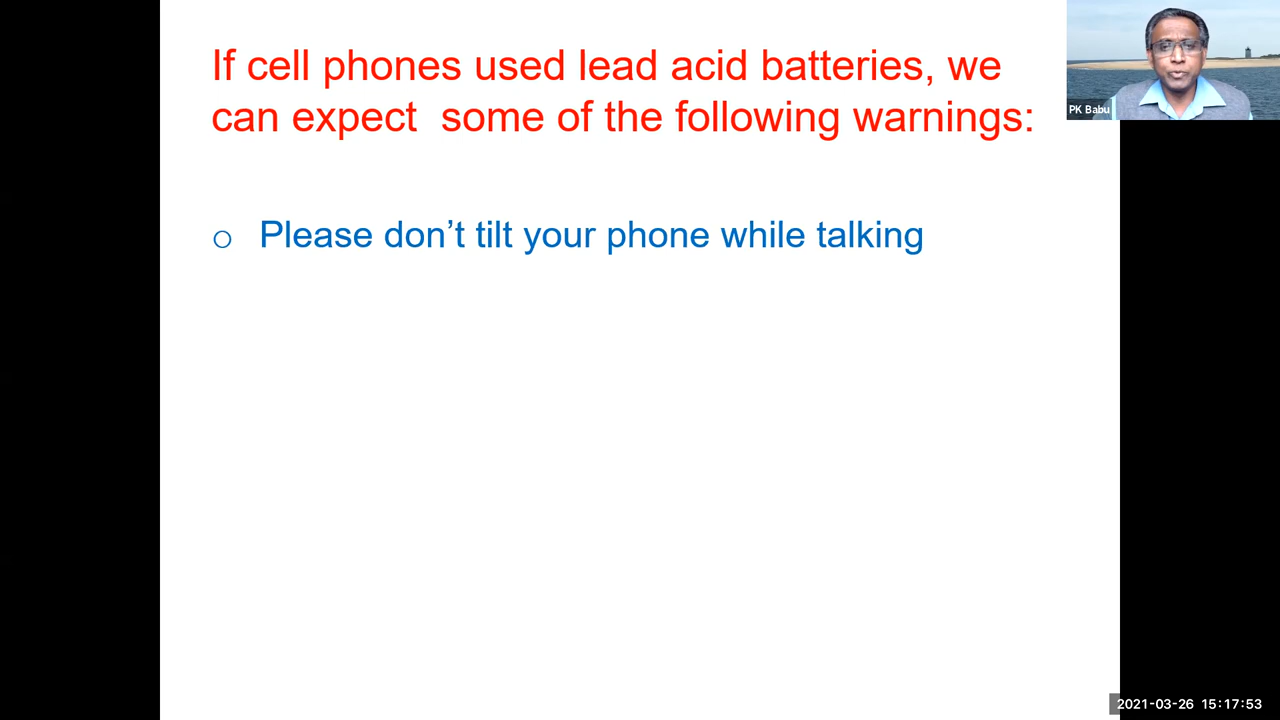 If cell phones used lead acid batteries, we
can expect  some of the following warnings:
PK Babu
o Please don’t tilt your phone while talking
2021-03-26 15:17:53